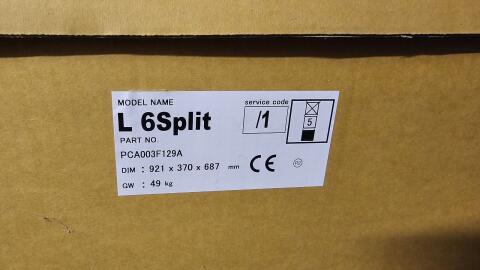 MODEL NAME
L 6Split
PART NO.
PCA003F129A
DIM : 921 x 370 x 687 mm
GW : 49 kg
service code
/1
5
CE